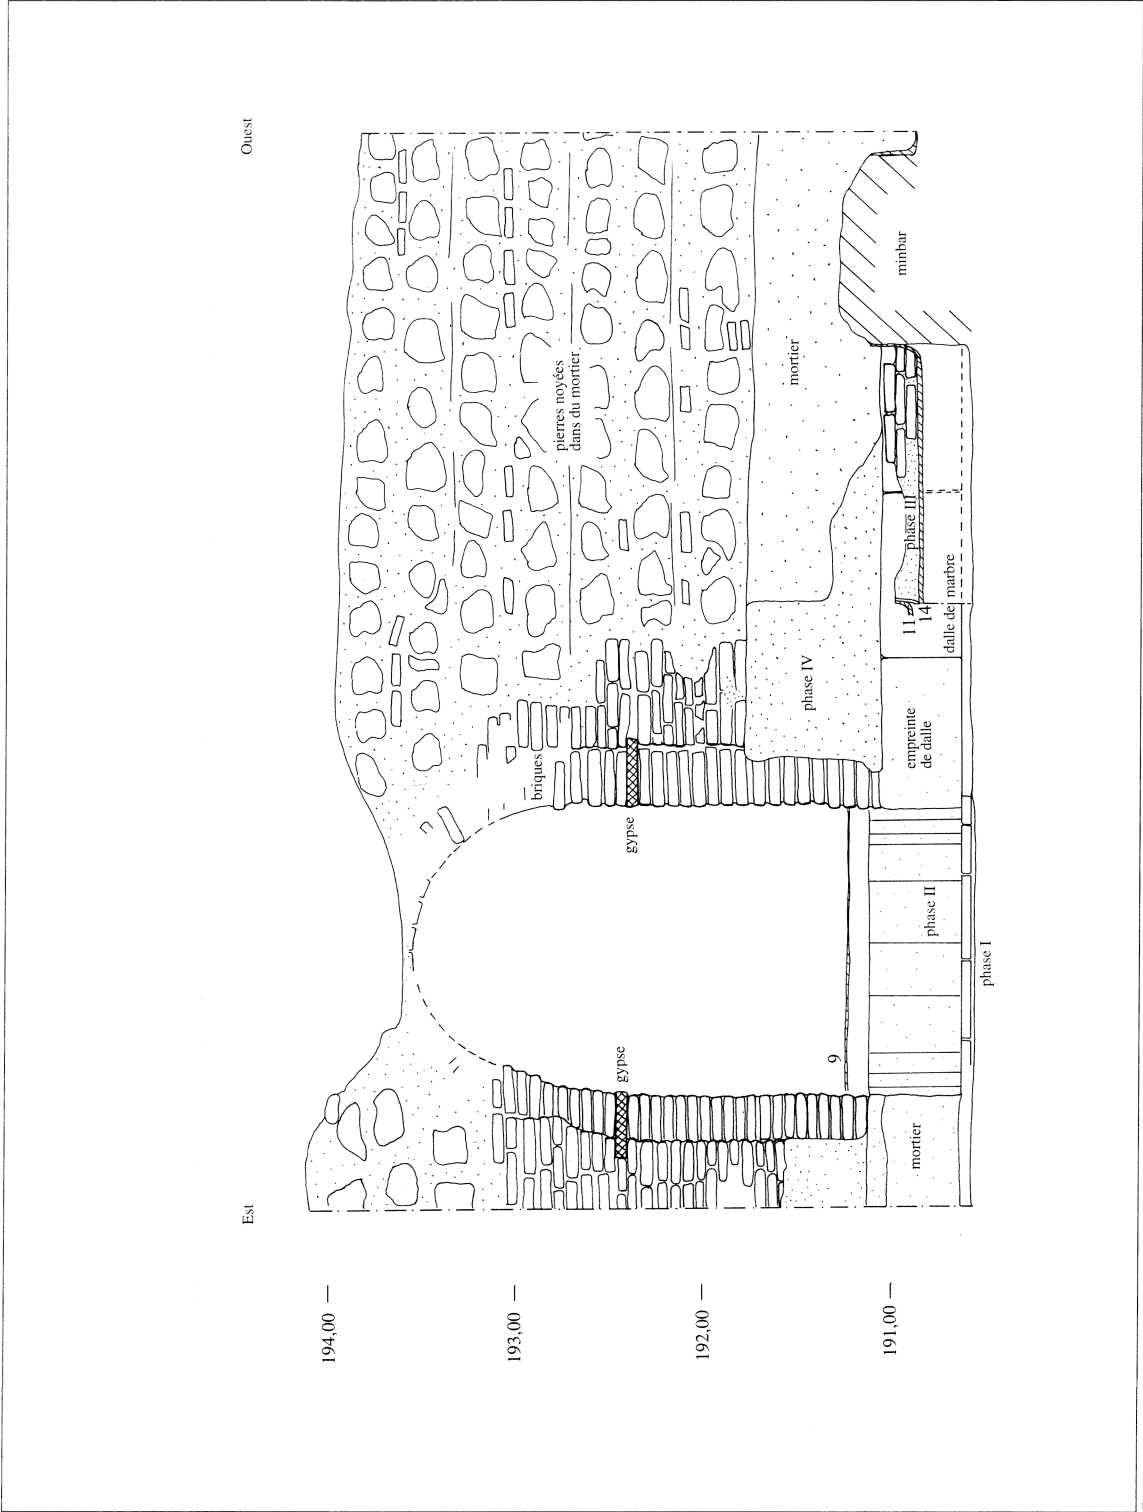 Est
Ouest
194,00 —
193,00 —
192,00 —
191,00 —
pierres noyées
dans du mortier
briques
gypse
gypse
mortier
phase IV
minbar
9
phase III
11
14
dalle de marbre
empreinte
de dalle
phase II
mortier
phase I